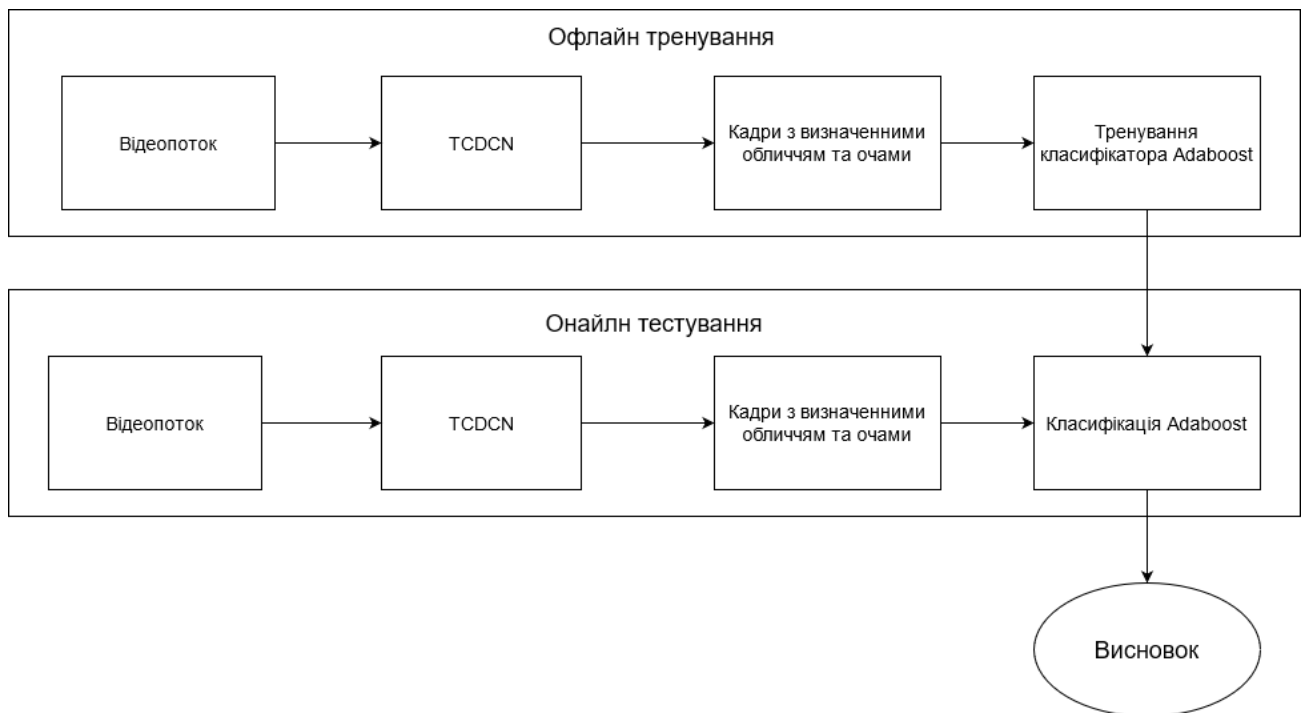 Офлайн тренування
Відеопоток
TCDCN
Кадри з визначенними
обличчям та очами
Тренування
класифікатора Adaboost
Онайлн тестування
Відеопоток
TCDCN
Кадри з визначенними
обличчям та очами
Класифікація Adaboost
Висновок